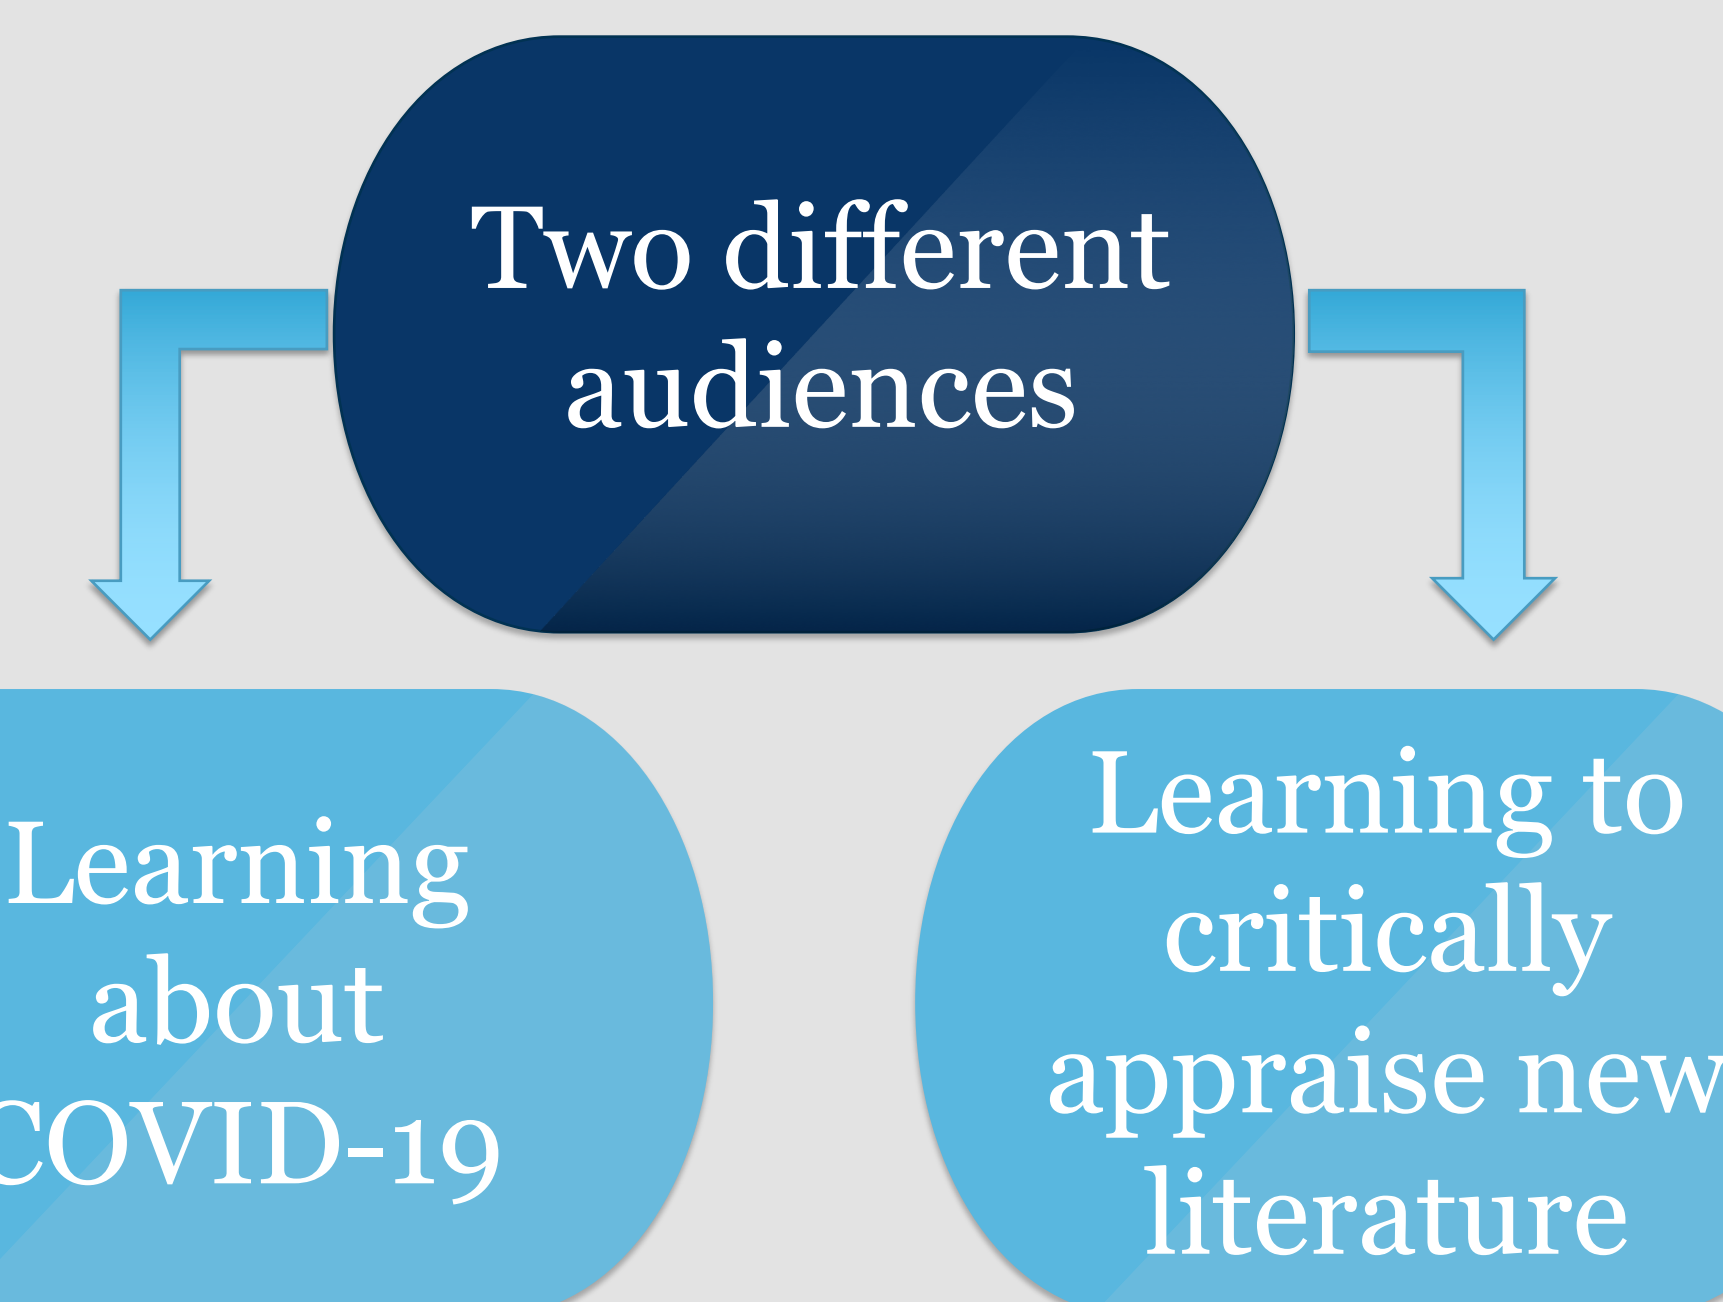 Two different
audiences
Learning
about
COVID-19
Learning to
critically
appraise new
literature